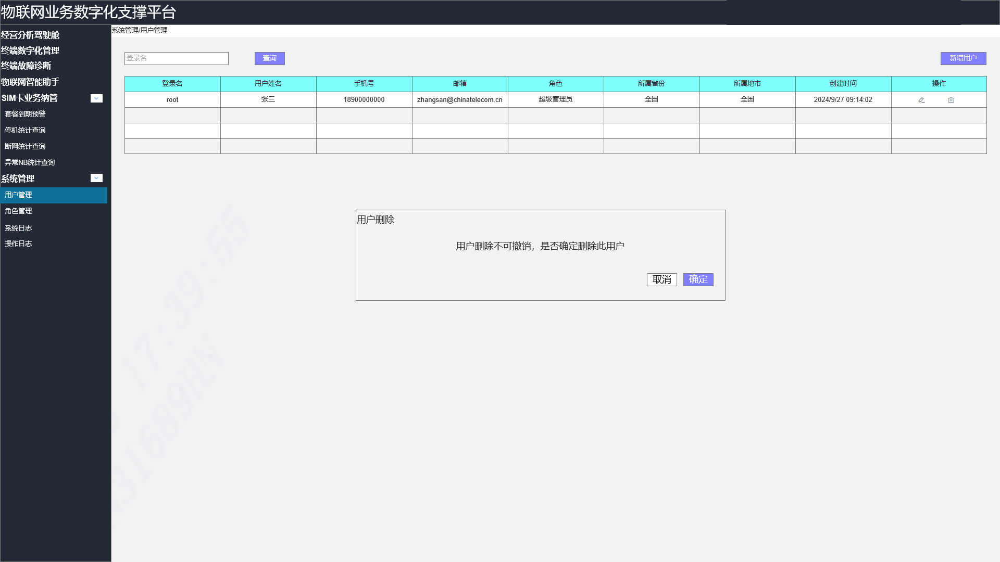 物联网业务数字化支撑平台
系统管理/用户管理
经营分析驾驶舱
终端数字化管理
终端故障诊断
物联网智能助手
SIM卡业务纳管
套餐到期预警
停机统计查询
断网统计查询
异常NB统计查询
系统管理
用户管理
角色管理
系统日志
操作日志
登录名 查询 新增用户
登录名 用户姓名 手机号 邮箱 角色 所属省份 所属地市 创建时间 操作
root 张三 18900000000 zhangsan@chinatelecom.cn 超级管理员 全国 全国 2024/9/27 09:14:02
用户删除
用户删除不可撤销，是否确定删除此用户
取消 确定
17:39:55
31689HN